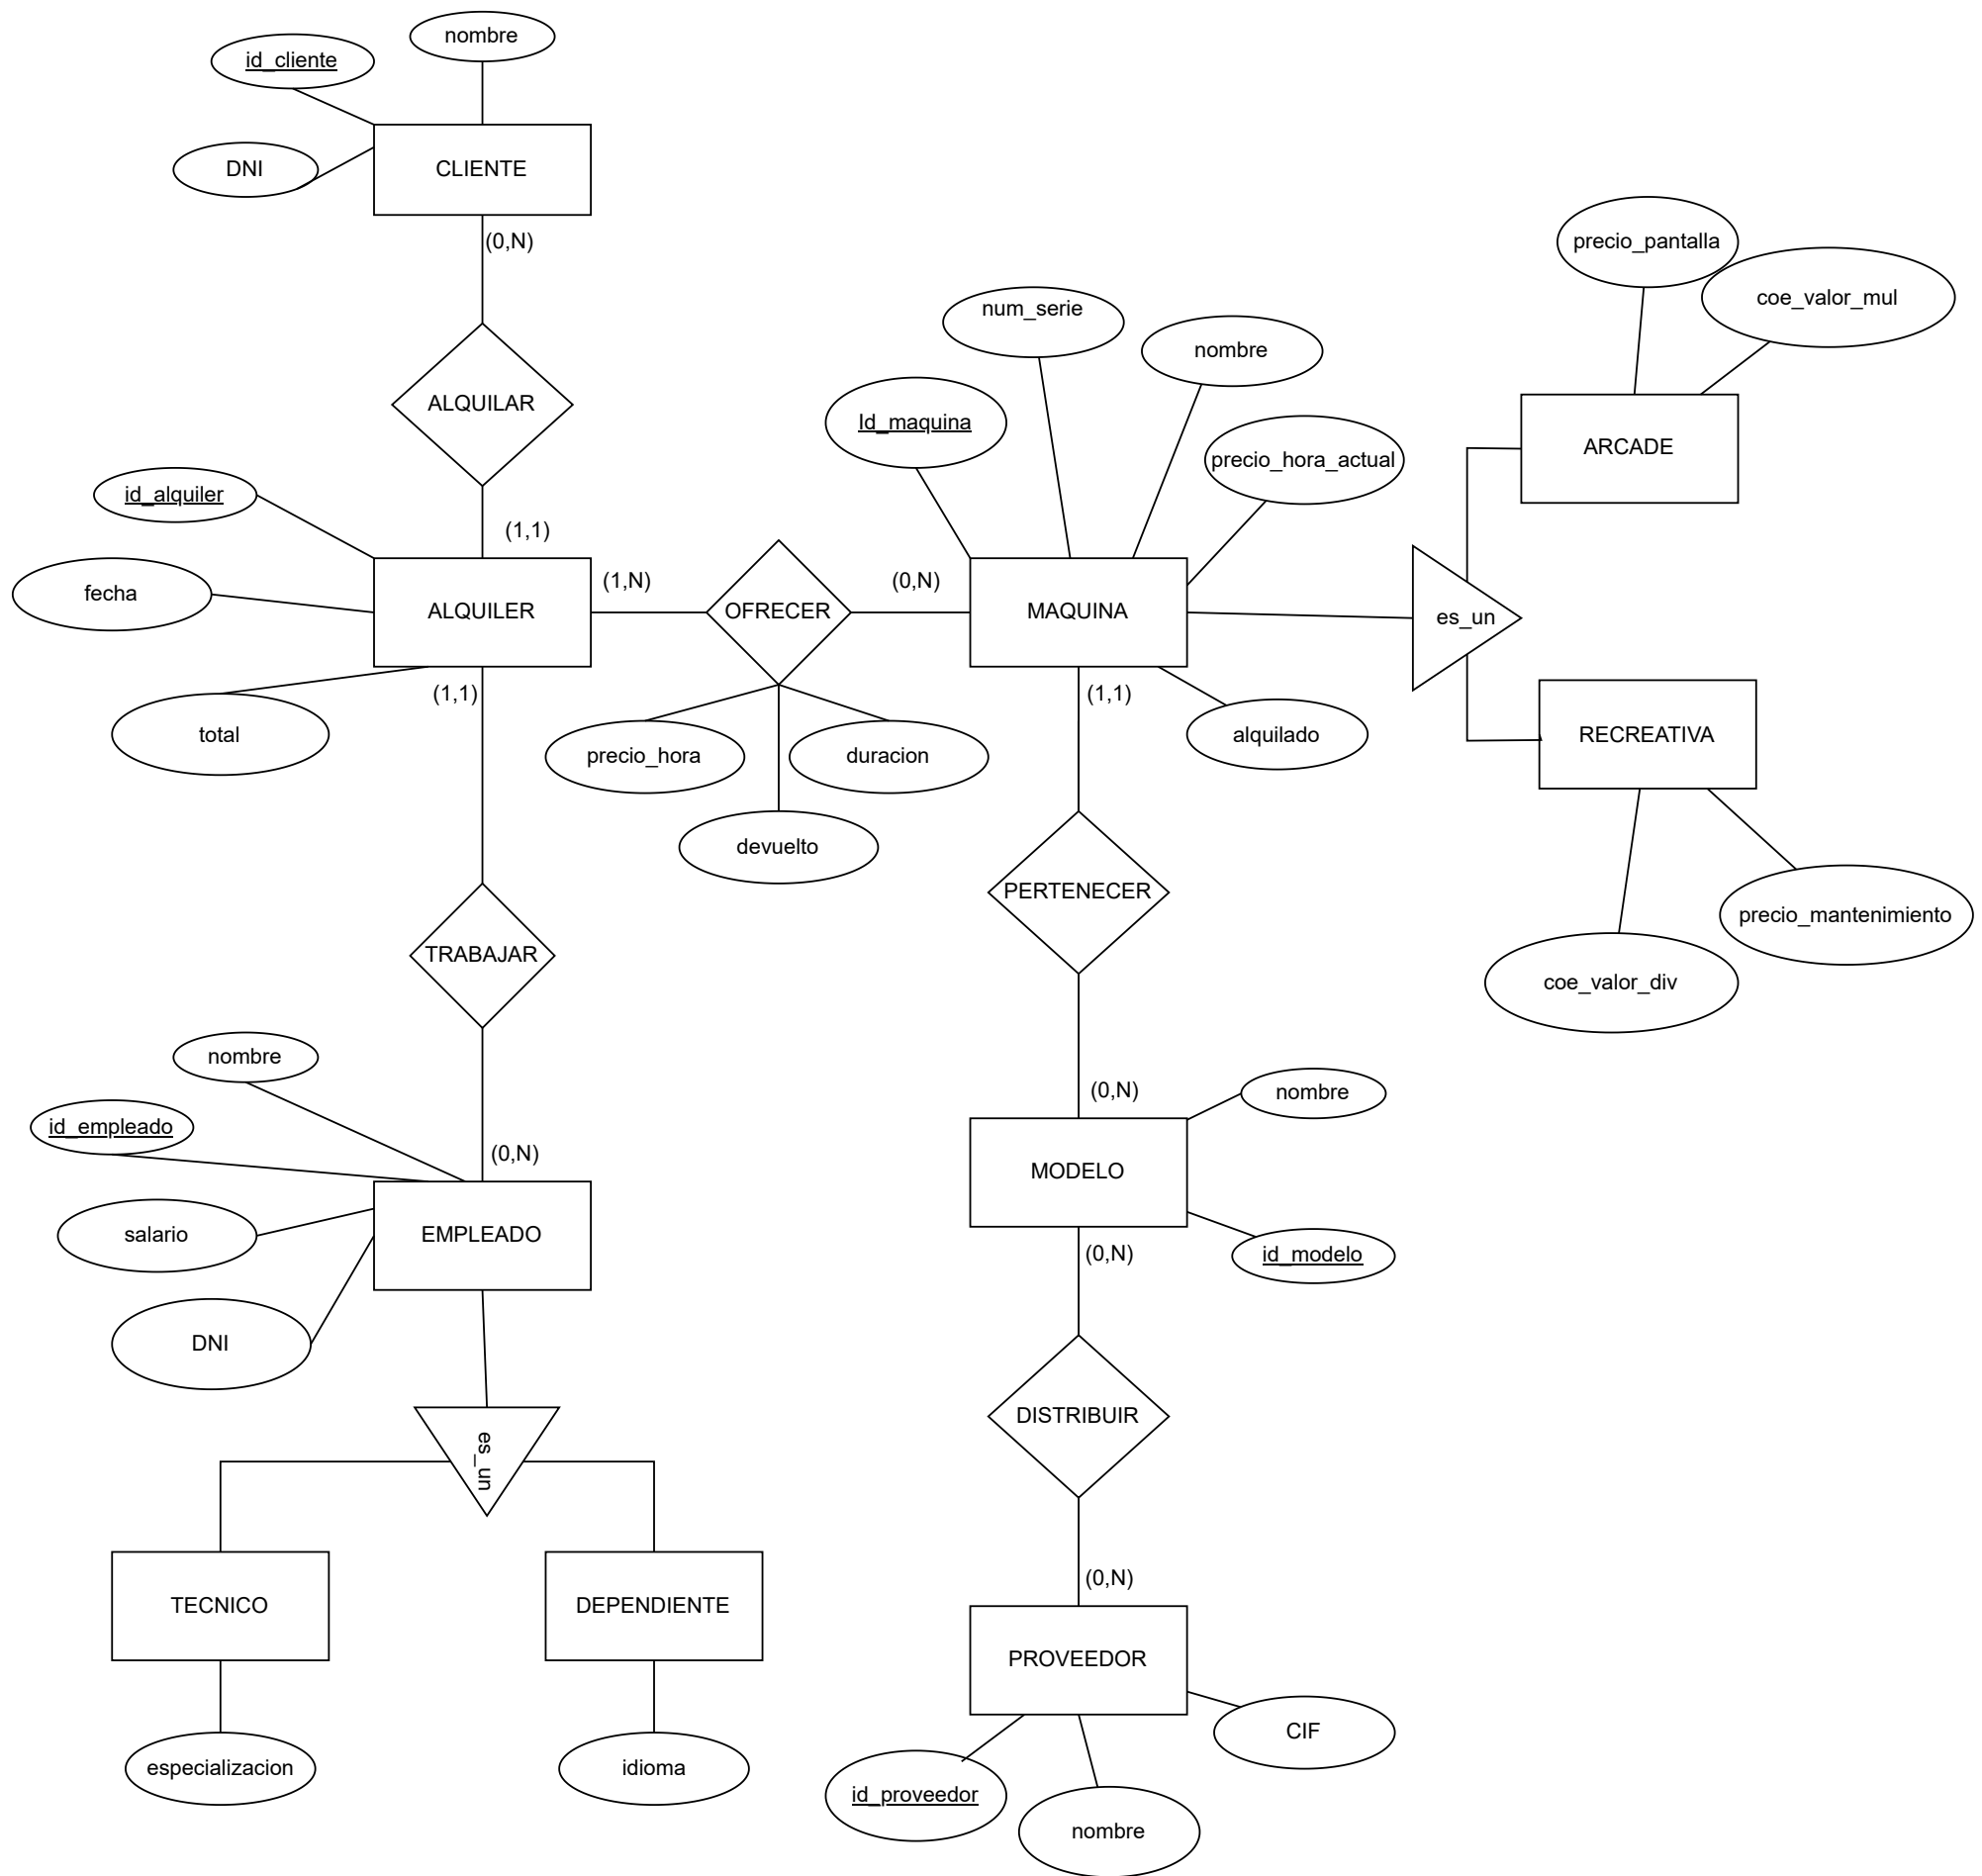 nombre
id_cliente
DNI
CLIENTE
(0,N)
precio_pantalla
coe_valor_mul
num_serie
nombre
ALQUILAR
Id_maquina
precio_hora_actual
ARCADE
id_alquiler
(1,1)
fecha
(1,N)
(0,N)
ALQUILER
OFRECER
MAQUINA
es_un
total
(1,1)
(1,1)
precio_hora
duracion
alquilado
RECREATIVA
devuelto
PERTENECER
precio_mantenimiento
TRABAJAR
coe_valor_div
nombre
(0,N)
nombre
id_empleado
(0,N)
MODELO
salario
EMPLEADO
(0,N)
id_modelo
DNI
DISTRIBUIR
es_un
(0,N)
TECNICO
DEPENDIENTE
PROVEEDOR
CIF
especializacion
idioma
id_proveedor
nombre